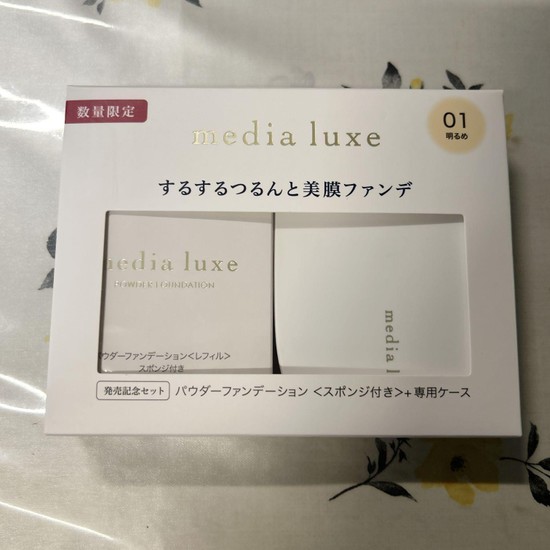 数量限定
01
明るめ
media luxe
するするつるんと美膜ファンデ
media luxe
POWDER FOUNDATION
ウダーファンデーション<レフィル>
スポンジ付き
media l
発売記念セット パウダーファンデーション <スポンジ付き>+専用ケース